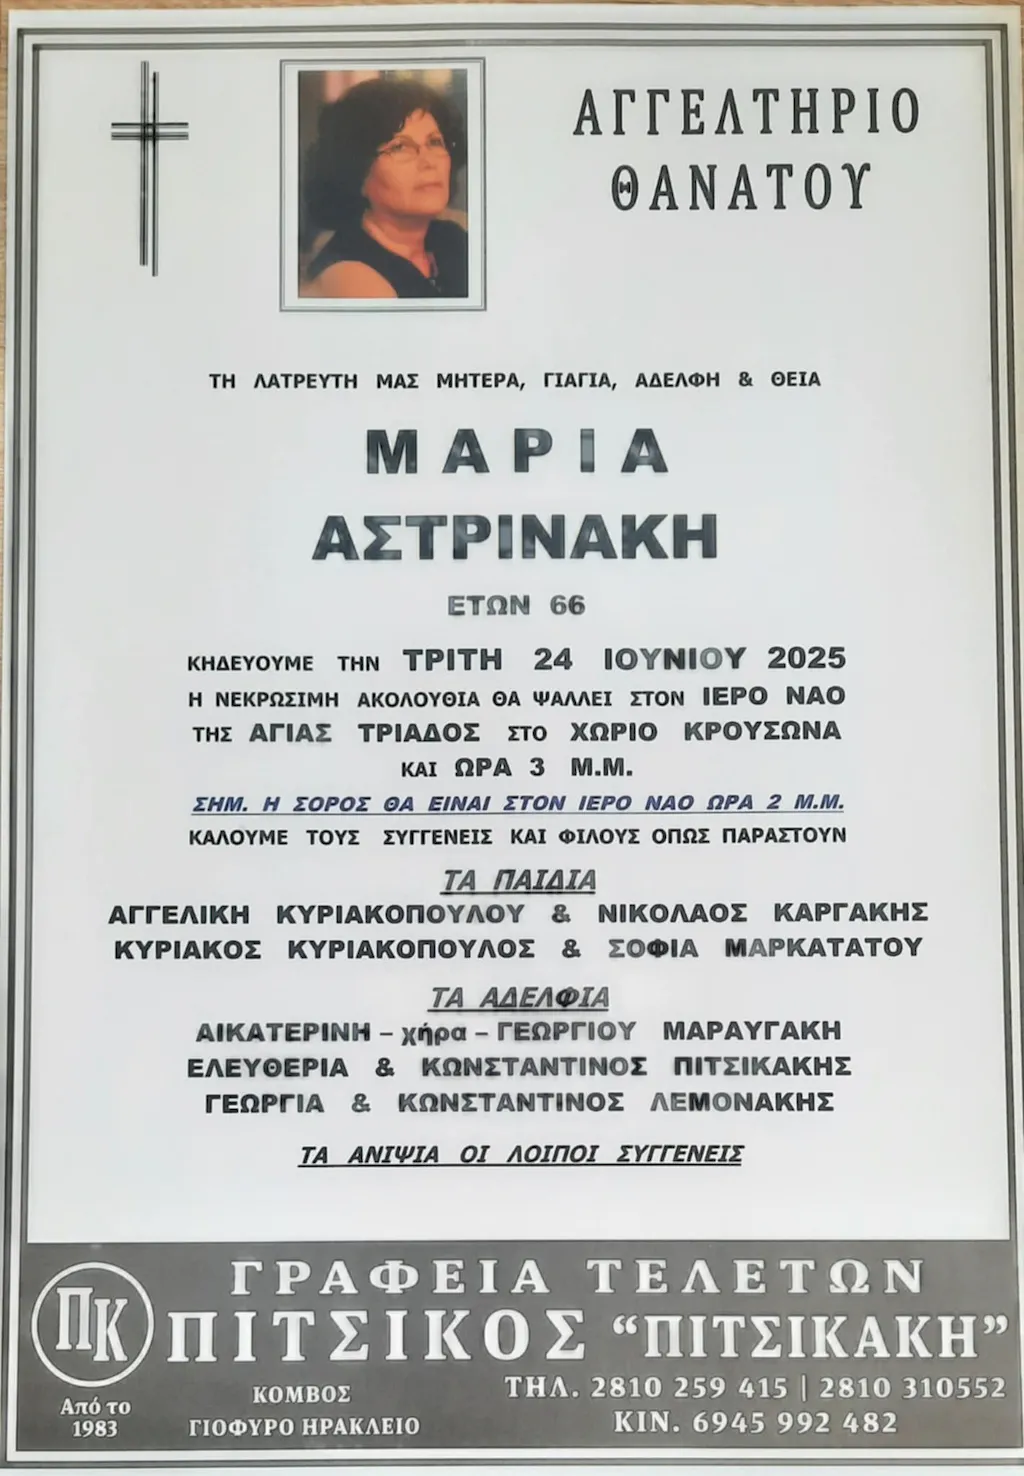 ΑΓΓΕΛΤΗΡΙΟ
ΘΑΝΑΤΟΥ
ΤΗ ΛΑΤΡΕΥΤΗ ΜΑΣ ΜΗΤΕΡΑ, ΓΙΑΓΙΑ, ΑΔΕΛΦΗ & ΘΕΙΑ
ΜΑΡΙΑ
ΑΣΤΡΙΝΑΚΗ
ΕΤΩΝ 66
ΚΗΔΕΥΟΥΜΕ ΤΗΝ ΤΡΙΤΗ 24 ΙΟΥΝΙΟΥ 2025
Η ΝΕΚΡΩΣΙΜΗ ΑΚΟΛΟΥΘΙΑ ΘΑ ΨΑΛΛΕΙ ΣΤΟΝ ΙΕΡΟ ΝΑΟ
ΤΗΣ ΑΓΙΑΣ ΤΡΙΑΔΟΣ ΣΤΟ ΧΩΡΙΟ ΚΡΟΥΣΩΝΑ
ΚΑΙ ΩΡΑ 3 Μ.Μ.
ΣΗΜ. Η ΣΟΡΟΣ ΘΑ ΕΙΝΑΙ ΣΤΟΝ ΙΕΡΟ ΝΑΟ ΩΡΑ 2 Μ.Μ.
ΚΑΛΟΥΜΕ ΤΟΥΣ ΣΥΓΓΕΝΕΙΣ ΚΑΙ ΦΙΛΟΥΣ ΟΠΩΣ ΠΑΡΑΣΤΟΥΝ
ΤΑ ΠΑΙΔΙΑ
ΑΓΓΕΛΙΚΗ ΚΥΡΙΑΚΟΠΟΥΛΟΥ & ΝΙΚΟΛΑΟΣ ΚΑΡΓΑΚΗΣ
ΚΥΡΙΑΚΟΣ ΚΥΡΙΑΚΟΠΟΥΛΟΣ & ΣΟΦΙΑ ΜΑΡΚΑΤΑΤΟΥ
ΤΑ ΑΔΕΛΦΙΑ
ΑΙΚΑΤΕΡΙΝΗ – χήρα – ΓΕΩΡΓΙΟΥ ΜΑΡΑΥΓΑΚΗ
ΕΛΕΥΘΕΡΙΑ & ΚΩΝΣΤΑΝΤΙΝΟΣ ΠΙΤΣΙΚΑΚΗΣ
ΓΕΩΡΓΙΑ & ΚΩΝΣΤΑΝΤΙΝΟΣ ΛΕΜΟΝΑΚΗΣ
ΤΑ ΑΝΙΨΙΑ ΟΙ ΛΟΙΠΟΙ ΣΥΓΓΕΝΕΙΣ
ΓΡΑΦΕΙΑ ΤΕΛΕΤΩΝ
ΠΚ ΠΙΤΣΙΚΟΣ “ΠΙΤΣΙΚΑΚΗ”
Από το
1983
ΚΟΜΒΟΣ
ΓΙΟΦΥΡΟ ΗΡΑΚΛΕΙΟ
ΤΗΛ. 2810 259 415 | 2810 310552
ΚΙΝ. 6945 992 482